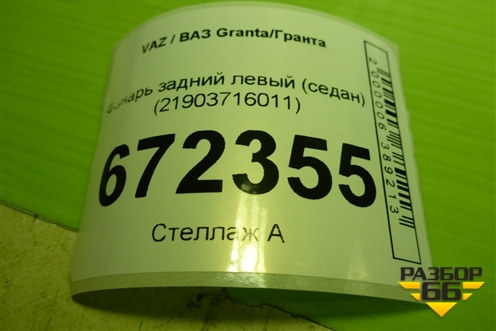 VAZ / ВАЗ Granta/Гранта
Фонарь задний левый (седан)
(21903716011)
672355
Стеллаж А
2000006389213
РАЗБОР
66